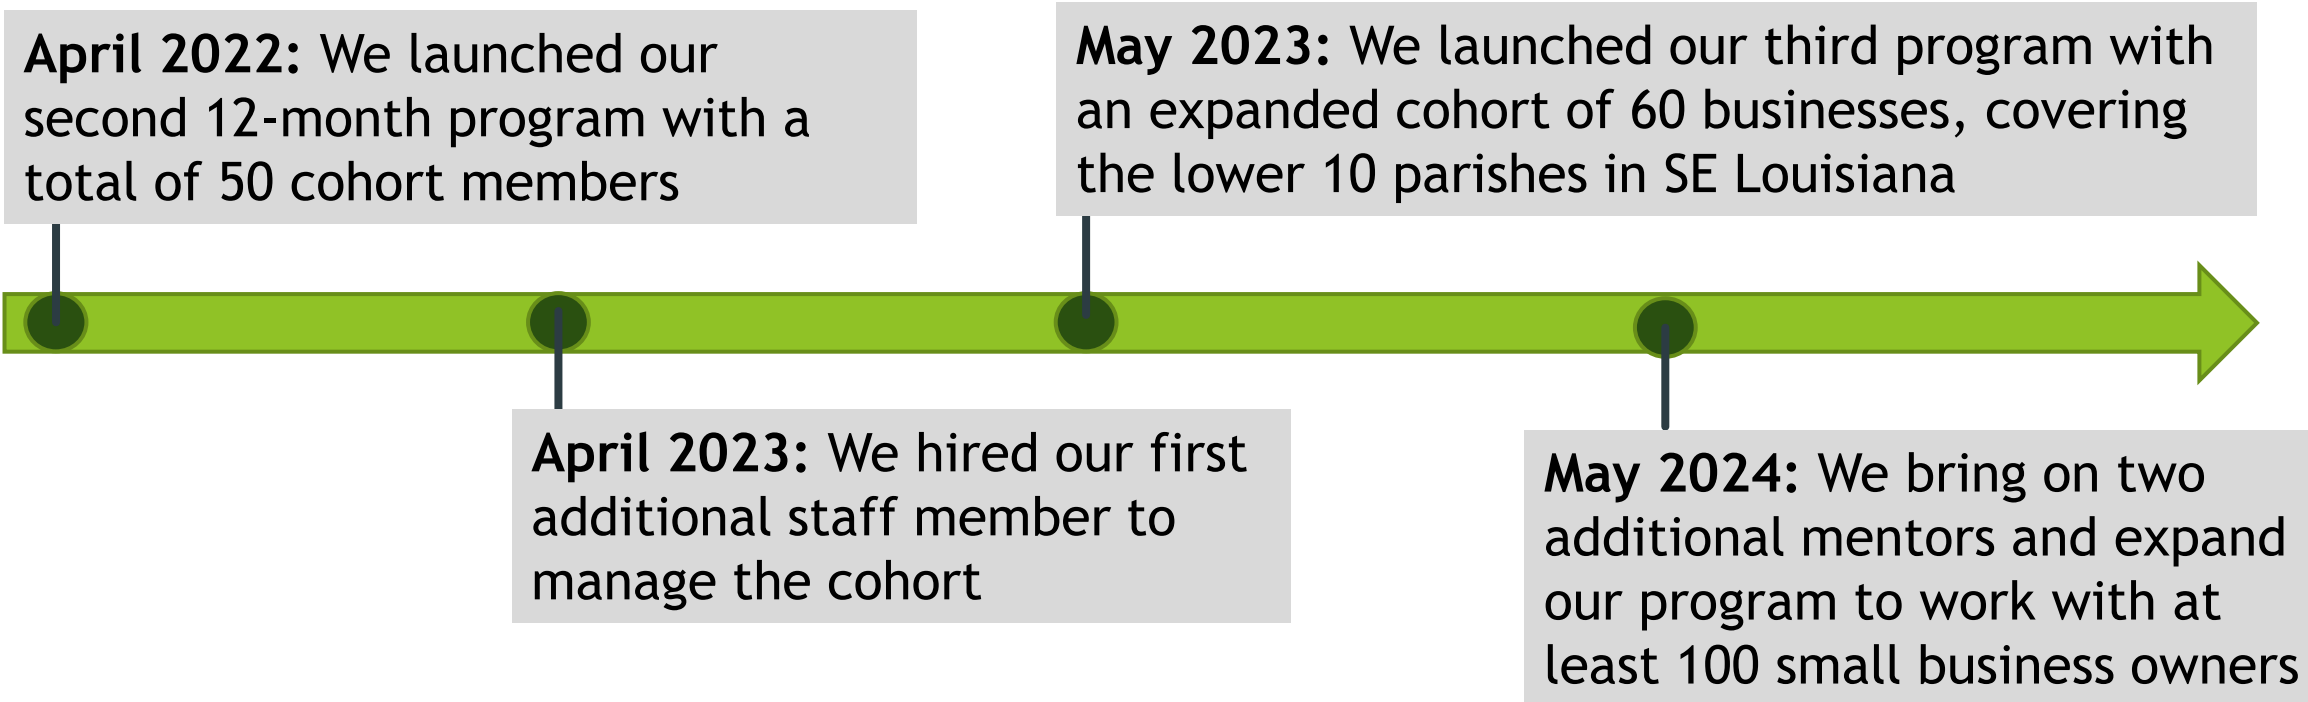 April 2022: We launched our
second 12-month program with a
total of 50 cohort members
April 2023: We hired our first
additional staff member to
manage the cohort
May 2023: We launched our third program with
an expanded cohort of 60 businesses, covering
the lower 10 parishes in SE Louisiana
May 2024: We bring on two
additional mentors and expand
our program to work with at
least 100 small business owners